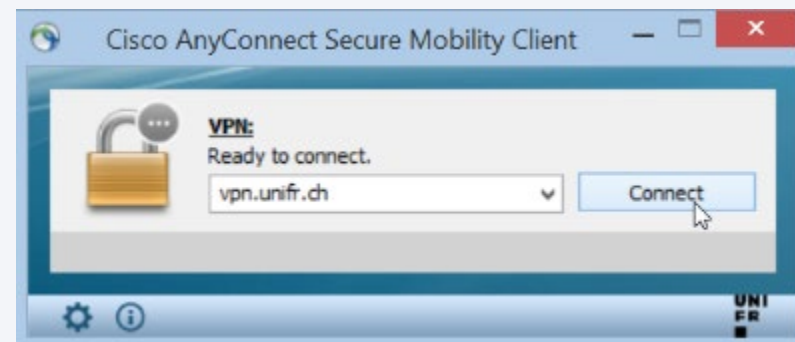 Cisco AnyConnect Secure Mobility Client
VPN:
Ready to connect.
vpn.unifr.ch
Connect
UNI
FR